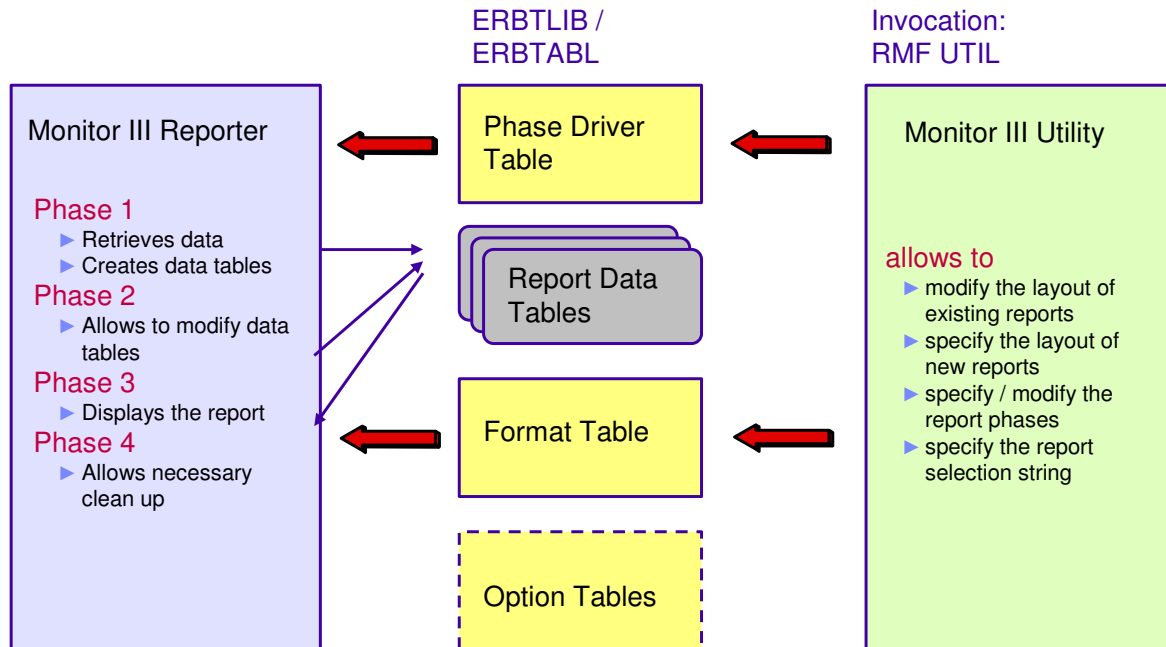 ERBTLIB /
ERBTABL
Invocation:
RMF UTIL
Monitor III Reporter
Phase 1
Retrieves data
Creates data tables
Phase 2
Allows to modify data
tables
Phase 3
Displays the report
Phase 4
Allows necessary
clean up
Phase Driver
Table
Report Data
Tables
Format Table
Option Tables
Monitor III Utility
allows to
modify the layout of
existing reports
specify the layout of
new reports
specify / modify the
report phases
specify the report
selection string